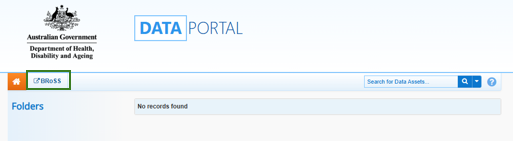 Australian Government
Department of Health,
Disability and Ageing
DATA PORTAL
BRoSS
Search for Data Assets...
Folders
No records found